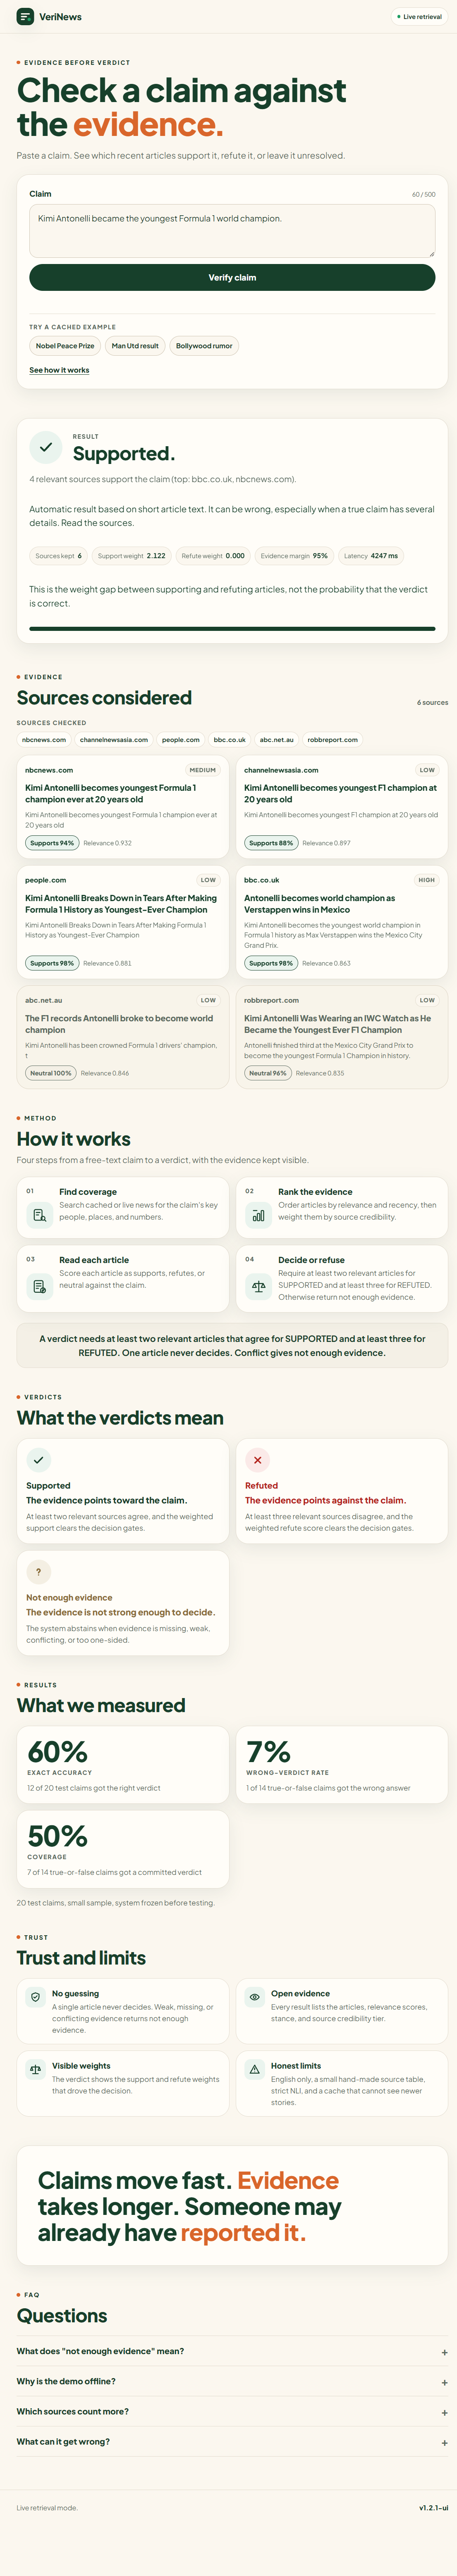 VeriNews
Live retrieval
EVIDENCE BEFORE VERDICT
Check a claim against
the evidence.
Paste a claim. See which recent articles support it, refute it, or leave it unresolved.
Claim
60 / 500
Kimi Antonelli became the youngest Formula 1 world champion.
Verify claim
TRY A CACHED EXAMPLE
Nobel Peace Prize
Man Utd result
Bollywood rumor
See how it works
RESULT
Supported.
4 relevant sources support the claim (top: bbc.co.uk, nbcnews.com).
Automatic result based on short article text. It can be wrong, especially when a true claim has several
details. Read the sources.
Sources kept 6
Support weight 2.122
Refute weight 0.000
Evidence margin 95%
Latency 4247 ms
This is the weight gap between supporting and refuting articles, not the probability that the verdict
is correct.
EVIDENCE
Sources considered
6 sources
SOURCES CHECKED
nbcnews.com
channelnewsasia.com
people.com
bbc.co.uk
abc.net.au
robbreport.com
nbcnews.com
MEDIUM
Kimi Antonelli becomes youngest Formula 1
champion ever at 20 years old
Kimi Antonelli becomes youngest Formula 1 champion ever at
20 years old
Supports 94%
Relevance 0.932
channelnewsasia.com
LOW
Kimi Antonelli becomes youngest F1 champion at
20 years old
Kimi Antonelli becomes youngest F1 champion at 20 years old
Supports 88%
Relevance 0.897
people.com
LOW
Kimi Antonelli Breaks Down in Tears After Making
Formula 1 History as Youngest-Ever Champion
Kimi Antonelli Breaks Down in Tears After Making Formula 1
History as Youngest-Ever Champion
Supports 98%
Relevance 0.881
bbc.co.uk
HIGH
Antonelli becomes world champion as
Verstappen wins in Mexico
Kimi Antonelli becomes the youngest world champion in
Formula 1 history as Max Verstappen wins the Mexico City
Grand Prix.
Supports 98%
Relevance 0.863
abc.net.au
LOW
The F1 records Antonelli broke to become world
champion
Kimi Antonelli has been crowned Formula 1 drivers' champion,
t
Neutral 100%
Relevance 0.846
robbreport.com
LOW
Kimi Antonelli Was Wearing an IWC Watch as He
Became the Youngest Ever F1 Champion
Antonelli finished third at the Mexico City Grand Prix to
become the youngest Formula 1 Champion in history.
Neutral 96%
Relevance 0.835
METHOD
How it works
Four steps from a free-text claim to a verdict, with the evidence kept visible.
01
Find coverage
Search cached or live news for the claim's key
people, places, and numbers.
02
Rank the evidence
Order articles by relevance and recency, then
weight them by source credibility.
03
Read each article
Score each article as supports, refutes, or
neutral against the claim.
04
Decide or refuse
Require at least two relevant articles for
SUPPORTED and at least three for REFUTED.
Otherwise return not enough evidence.
A verdict needs at least two relevant articles that agree for SUPPORTED and at least three for
REFUTED. One article never decides. Conflict gives not enough evidence.
VERDICTS
What the verdicts mean
Supported
The evidence points toward the claim.
At least two relevant sources agree, and the weighted
support clears the decision gates.
Refuted
The evidence points against the claim.
At least three relevant sources disagree, and the
weighted refute score clears the decision gates.
?
Not enough evidence
The evidence is not strong enough to decide.
The system abstains when evidence is missing, weak,
conflicting, or too one-sided.
RESULTS
What we measured
60%
EXACT ACCURACY
12 of 20 test claims got the right verdict
7%
WRONG-VERDICT RATE
1 of 14 true-or-false claims got the wrong answer
50%
COVERAGE
7 of 14 true-or-false claims got a committed verdict
20 test claims, small sample, system frozen before testing.
TRUST
Trust and limits
No guessing
A single article never decides. Weak, missing, or
conflicting evidence returns not enough
evidence.
Open evidence
Every result lists the articles, relevance scores,
stance, and source credibility tier.
Visible weights
The verdict shows the support and refute weights
that drove the decision.
Honest limits
English only, a small hand-made source table,
strict NLI, and a cache that cannot see newer
stories.
Claims move fast. Evidence
takes longer. Someone may
already have reported it.
FAQ
Questions
What does "not enough evidence" mean?
+
Why is the demo offline?
+
Which sources count more?
+
What can it get wrong?
+
Live retrieval mode.
v1.2.1-ui